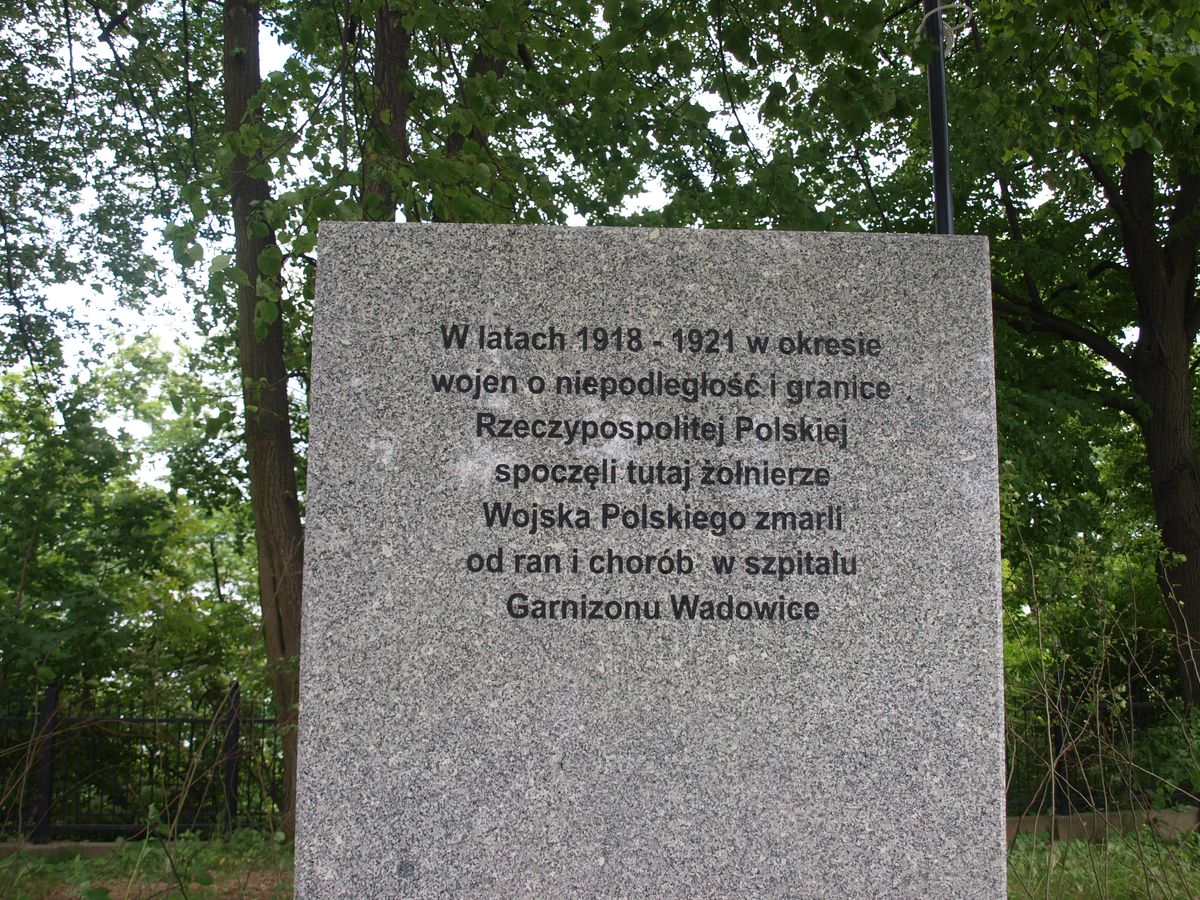 W latach 1918 - 1921 w okresie
wojen o niepodległość i granice
Rzeczypospolitej Polskiej
spoczęli tutaj żołnierze
Wojska Polskiego zmarli
od ran i chorób w szpitalu
Garnizonu Wadowice